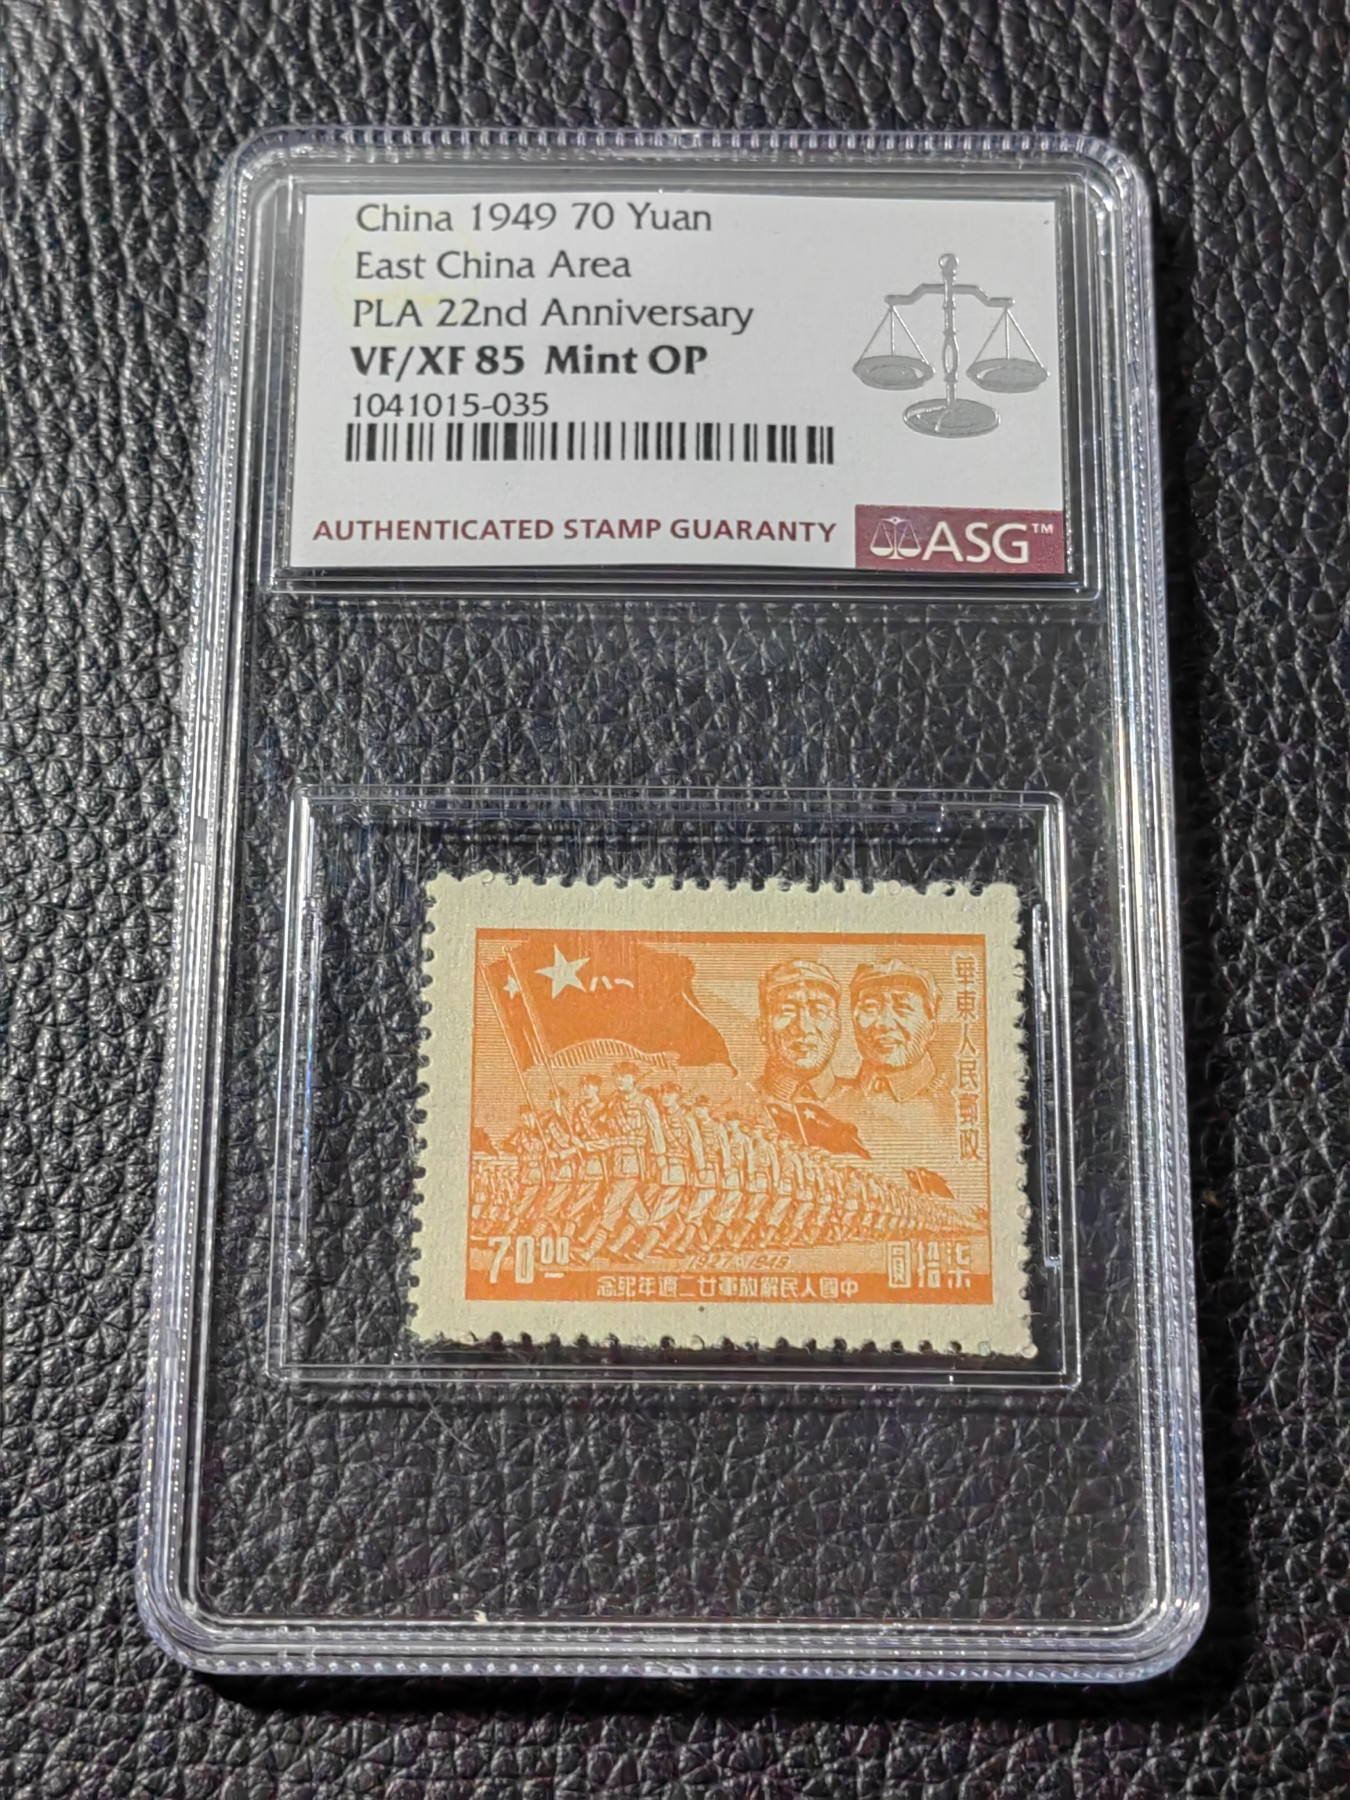 China 1949 70 Yuan
East China Area
PLA 22nd Anniversary
VF/XF 85 Mint OP
1041015-035
AUTHENTICATED STAMP GUARANTY
ASG™
八一
華東人民郵政
70.00
1927-1949
柒拾圓
中國人民解放軍廿二週年紀念